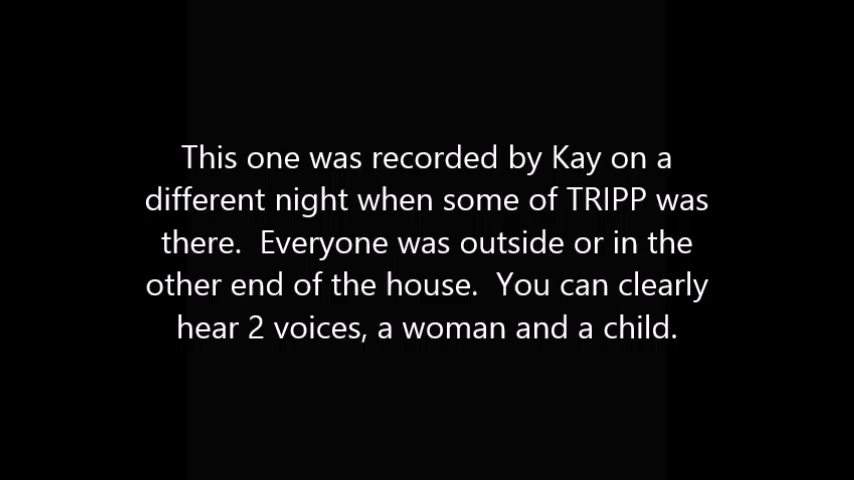 This one was recorded by Kay on a
different night when some of TRIPP was
there.  Everyone was outside or in the
other end of the house.  You can clearly
hear 2 voices, a woman and a child.